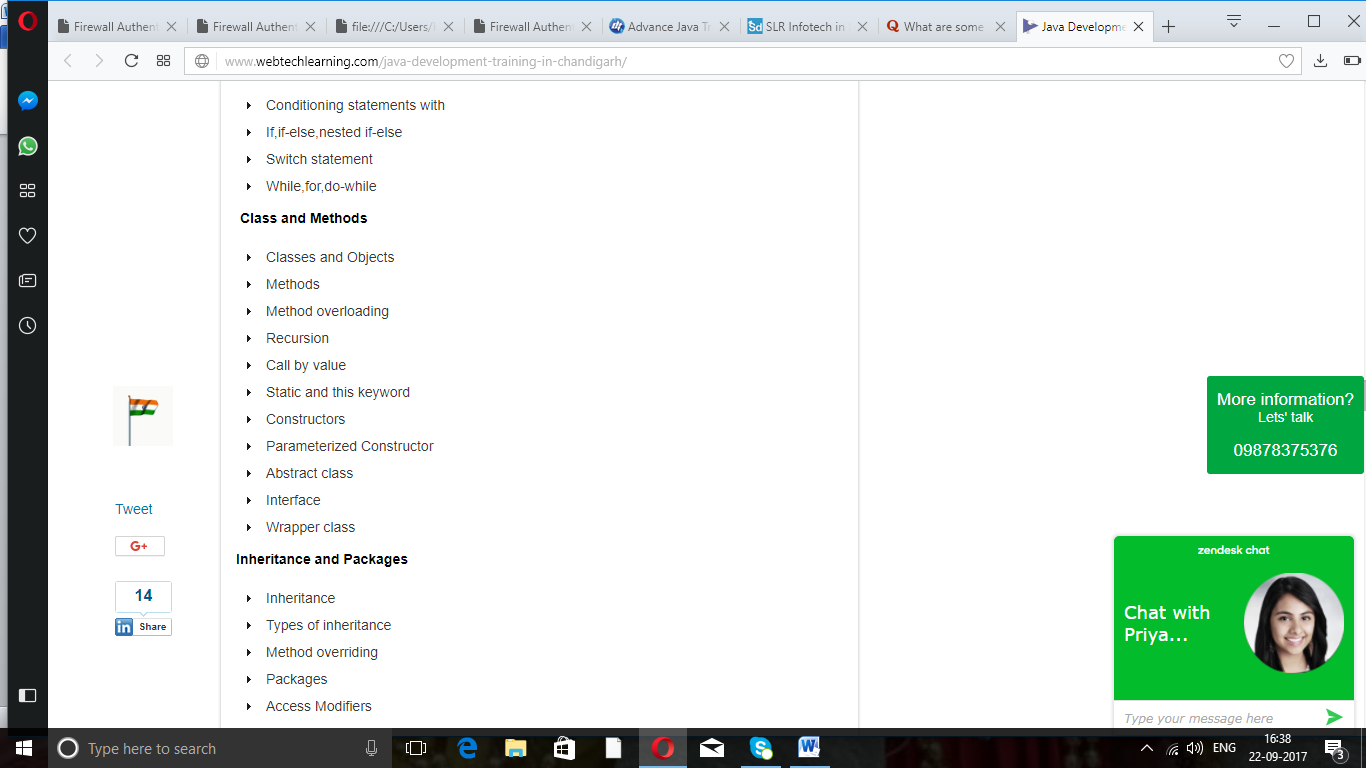 Firewall Authent
Firewall Authent
file:///C:/Users/
Firewall Authent
Advance Java Tr
SLR Infotech in
What are some
Java Developme
www.webtechlearning.com/java-development-training-in-chandigarh/
Conditioning statements with
If,if-else,nested if-else
Switch statement
While,for,do-while
Class and Methods
Classes and Objects
Methods
Method overloading
Recursion
Call by value
Static and this keyword
Constructors
Parameterized Constructor
Abstract class
Interface
Wrapper class
Inheritance and Packages
Inheritance
Types of inheritance
Method overriding
Packages
Access Modifiers
Tweet
G+
14
in Share
More information?
Lets' talk
09878375376
zendesk chat
Chat with
Priya...
Type your message here
Type here to search
ENG
16:38
22-09-2017
3